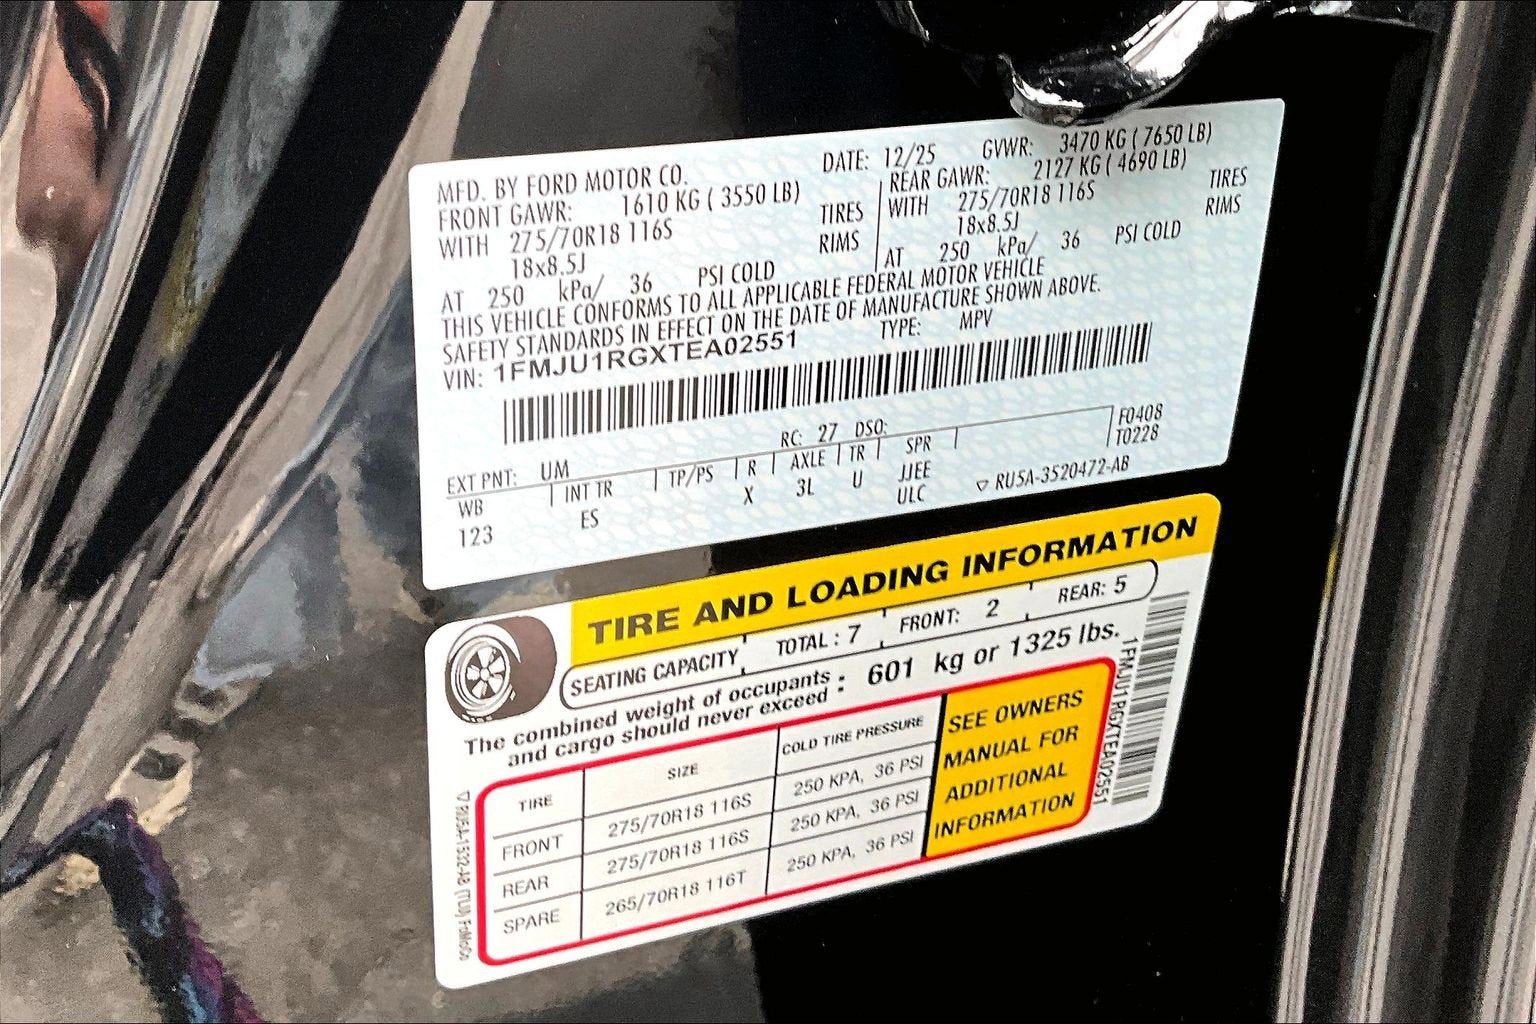 MFD. BY FORD MOTOR CO. DATE: 12/25 GVWR: 3470 KG ( 7650 LB)
FRONT GAWR: 1610 KG ( 3550 LB) REAR GAWR: 2127 KG ( 4690 LB)
WITH 275/70R18 116S TIRES WITH 275/70R18 116S TIRES
18x8.5J RIMS 18x8.5J RIMS
AT 250 kPa/ 36 PSI COLD AT 250 kPa/ 36 PSI COLD
THIS VEHICLE CONFORMS TO ALL APPLICABLE FEDERAL MOTOR VEHICLE
SAFETY STANDARDS IN EFFECT ON THE DATE OF MANUFACTURE SHOWN ABOVE.
VIN: 1FMJU1RGXTEA02551 TYPE: MPV
EXT PNT: UM RC: 27 DSO: F0408
WB INT TR TP/PS R AXLE TR SPR T0228
123 ES X 3L U JJEE
ULC ▽ RU5A-3520472-AB
TIRE AND LOADING INFORMATION
SEATING CAPACITY TOTAL : 7 FRONT: 2 REAR: 5
The combined weight of occupants
and cargo should never exceed : 601 kg or 1325 lbs.
TIRE SIZE COLD TIRE PRESSURE
FRONT 275/70R18 116S 250 KPA, 36 PSI
REAR 275/70R18 116S 250 KPA, 36 PSI
SPARE 265/70R18 116T 250 KPA, 36 PSI
SEE OWNERS
MANUAL FOR
ADDITIONAL
INFORMATION
1FMJU1RGXTEA02551